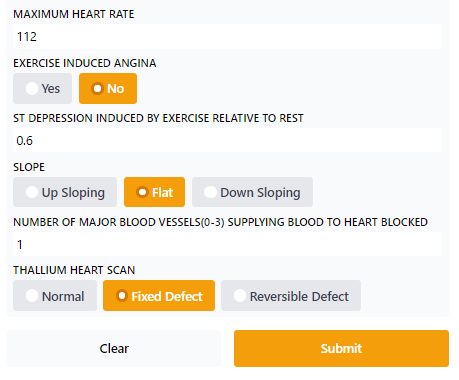 MAXIMUM HEART RATE
112
EXERCISE INDUCED ANGINA
Yes No
ST DEPRESSION INDUCED BY EXERCISE RELATIVE TO REST
0.6
SLOPE
Up Sloping Flat Down Sloping
NUMBER OF MAJOR BLOOD VESSELS(0-3) SUPPLYING BLOOD TO HEART BLOCKED
1
THALLIUM HEART SCAN
Normal Fixed Defect Reversible Defect
Clear Submit